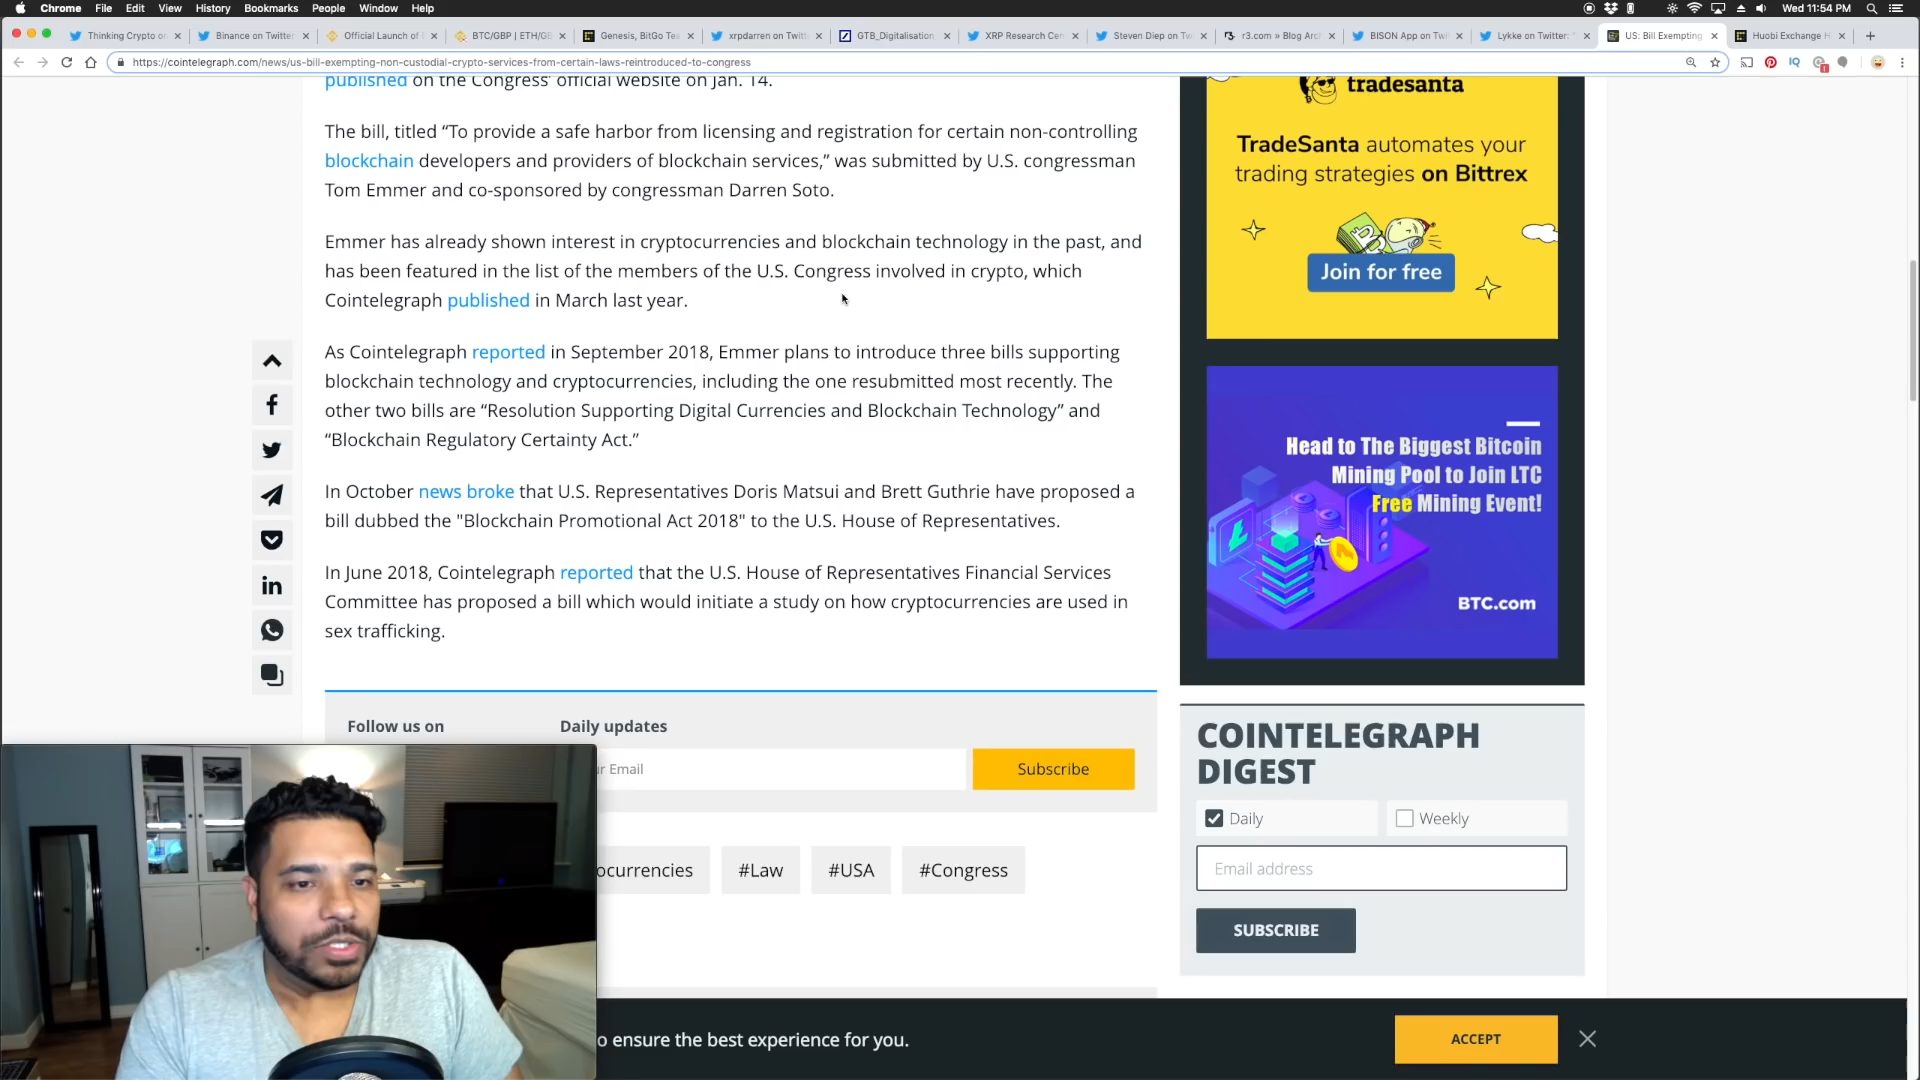 Chrome File Edit View History Bookmarks People Window Help Wed 11:54 PM
Thinking Crypto on Binance on Twitter Official Launch of BTC/GBP | ETH/GB Genesis, BitGo Tea xrpdarren on Twitt GTB_Digitalisation XRP Research Cen Steven Diep on Tw r3.com » Blog Arc BISON App on Twi Lykke on Twitter: US: Bill Exempting Huobi Exchange H
https://cointelegraph.com/news/us-bill-exempting-non-custodial-crypto-services-from-certain-laws-reintroduced-to-congress
published on the Congress' official website on Jan. 14.
The bill, titled “To provide a safe harbor from licensing and registration for certain non-controlling
blockchain developers and providers of blockchain services,” was submitted by U.S. congressman
Tom Emmer and co-sponsored by congressman Darren Soto.
Emmer has already shown interest in cryptocurrencies and blockchain technology in the past, and
has been featured in the list of the members of the U.S. Congress involved in crypto, which
Cointelegraph published in March last year.
As Cointelegraph reported in September 2018, Emmer plans to introduce three bills supporting
blockchain technology and cryptocurrencies, including the one resubmitted most recently. The
other two bills are “Resolution Supporting Digital Currencies and Blockchain Technology” and
“Blockchain Regulatory Certainty Act.”
In October news broke that U.S. Representatives Doris Matsui and Brett Guthrie have proposed a
bill dubbed the "Blockchain Promotional Act 2018" to the U.S. House of Representatives.
In June 2018, Cointelegraph reported that the U.S. House of Representatives Financial Services
Committee has proposed a bill which would initiate a study on how cryptocurrencies are used in
sex trafficking.
Follow us on
Daily updates
ur Email
Subscribe
ocurrencies
#Law
#USA
#Congress
tradesanta
TradeSanta automates your
trading strategies on Bittrex
Join for free
Head to The Biggest Bitcoin
Mining Pool to Join LTC
Free Mining Event!
BTC.com
COINTELEGRAPH
DIGEST
Daily
Weekly
Email address
SUBSCRIBE
o ensure the best experience for you.
ACCEPT